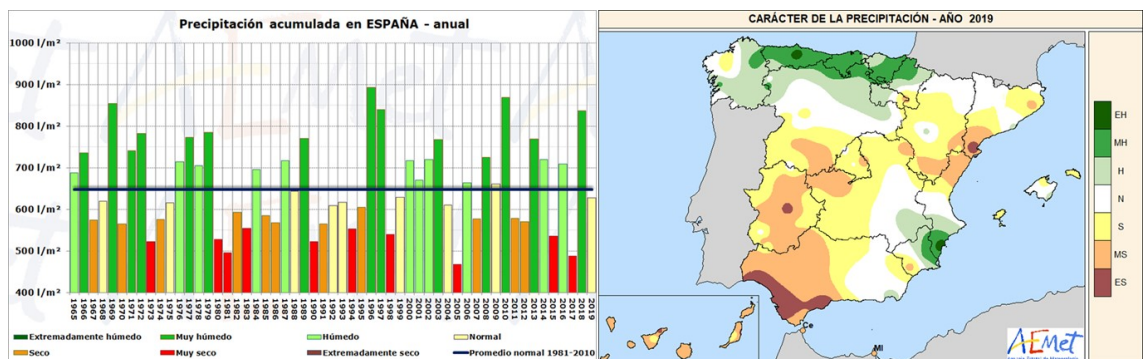 Precipitación acumulada en ESPAÑA - anual
1000 l/m²
900 l/m²
800 l/m²
700 l/m²
600 l/m²
500 l/m²
400 l/m²
1965 1966 1967 1968 1969 1970 1971 1972 1973 1974 1975 1976 1977 1978 1979 1980 1981 1982 1983 1984 1985 1986 1987 1988 1989 1990 1991 1992 1993 1994 1995 1996 1997 1998 1999 2000 2001 2002 2003 2004 2005 2006 2007 2008 2009 2010 2011 2012 2013 2014 2015 2016 2017 2018 2019
Extremadamente húmedo Muy húmedo Húmedo Normal
Seco Muy seco Extremadamente seco Promedio normal 1981-2010
CARÁCTER DE LA PRECIPITACIÓN - AÑO 2019
EH
MH
H
N
S
MS
ES
Ce
Ml
AEmet